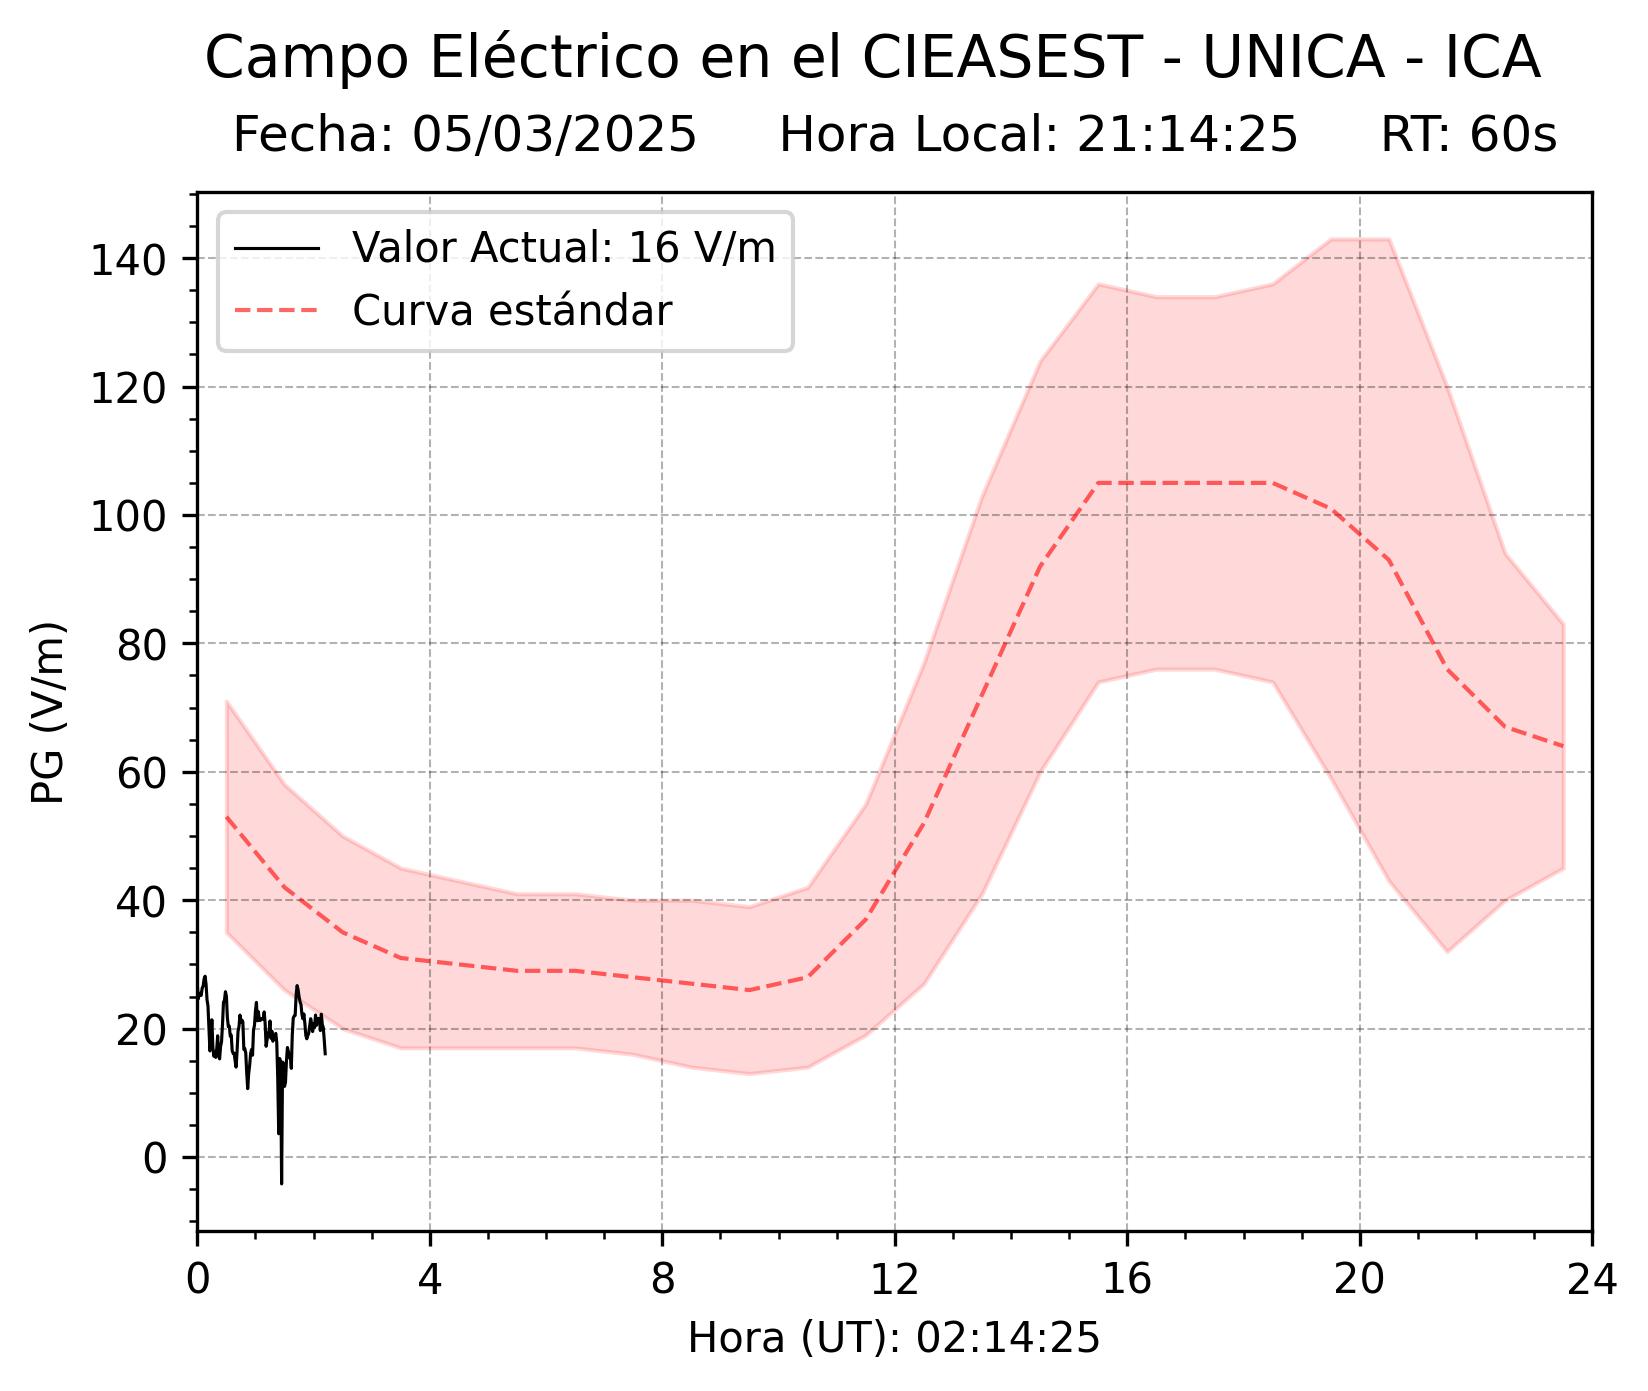 Campo Eléctrico en el CIEASEST - UNICA - ICA
Fecha: 05/03/2025 Hora Local: 21:14:25 RT: 60s
Valor Actual: 16 V/m
Curva estándar
140
120
100
80
60
40
20
0
PG (V/m)
0 4 8 12 16 20 24
Hora (UT): 02:14:25